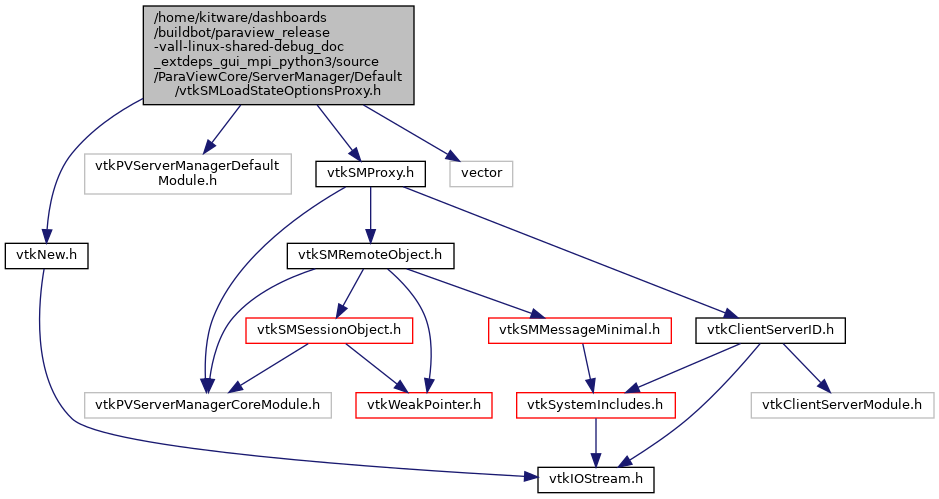 /home/kitware/dashboards
/buildbot/paraview_release
-vall-linux-shared-debug_doc
_extdeps_gui_mpi_python3/source
/ParaViewCore/ServerManager/Default
/vtkSMLoadStateOptionsProxy.h
vtkPVServerManagerDefault
Module.h
vtkSMProxy.h
vector
vtkNew.h
vtkSMRemoteObject.h
vtkSMSessionObject.h
vtkSMMessageMinimal.h
vtkClientServerID.h
vtkPVServerManagerCoreModule.h
vtkWeakPointer.h
vtkSystemIncludes.h
vtkClientServerModule.h
vtkIOStream.h